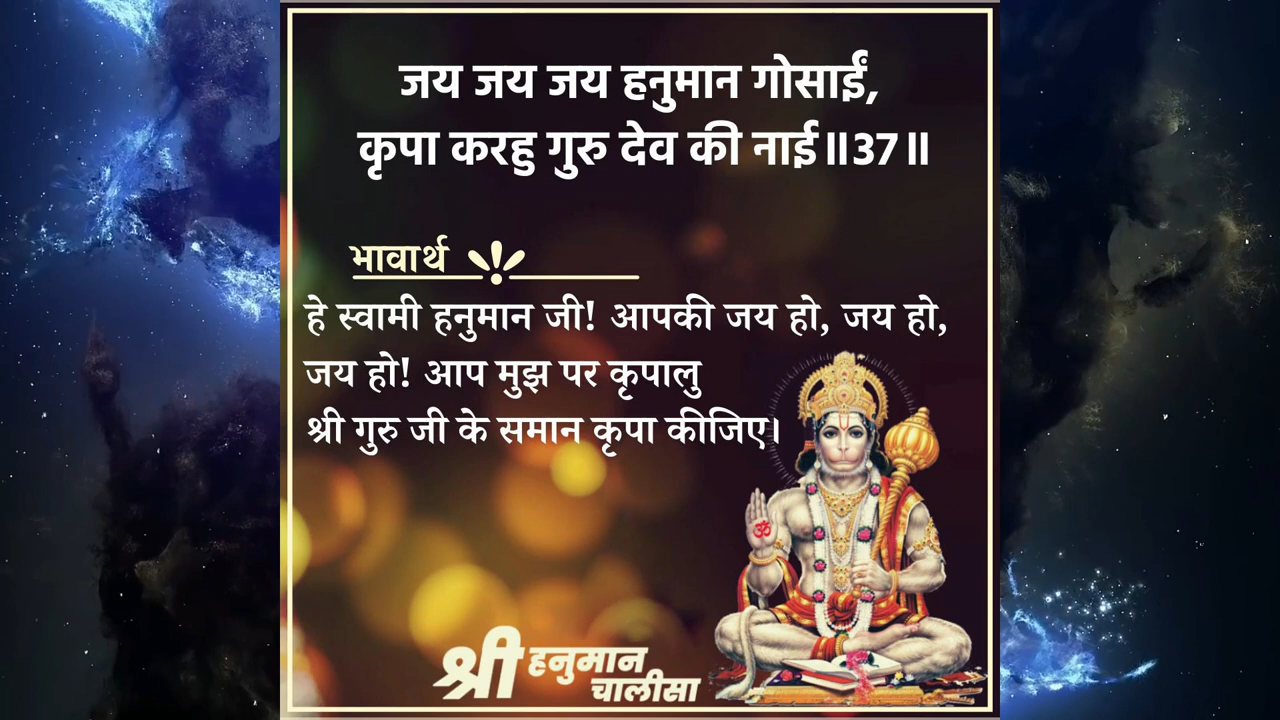 जय जय जय हनुमान गोसाईं,
कृपा करहु गुरु देव की नाई॥37॥
भावार्थ
हे स्वामी हनुमान जी! आपकी जय हो, जय हो,
जय हो! आप मुझ पर कृपालु
श्री गुरु जी के समान कृपा कीजिए।
ॐ
श्री हनुमान
चालीसा